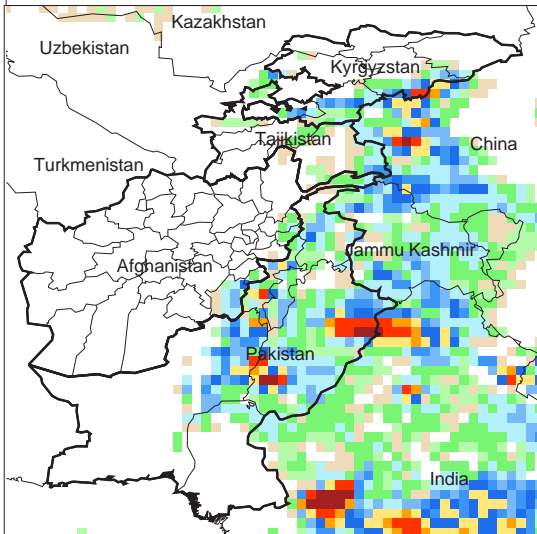 Kazakhstan
Uzbekistan
Kyrgyzstan
Tajikistan
China
Turkmenistan
Jammu Kashmir
Afghanistan
Pakistan
India